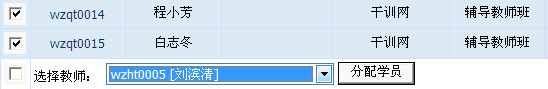 wzqt0014 程小芳 干训网 辅导教师班
wzqt0015 白志冬 干训网 辅导教师班
选择教师： wzht0005 [刘滨清] 分配学员